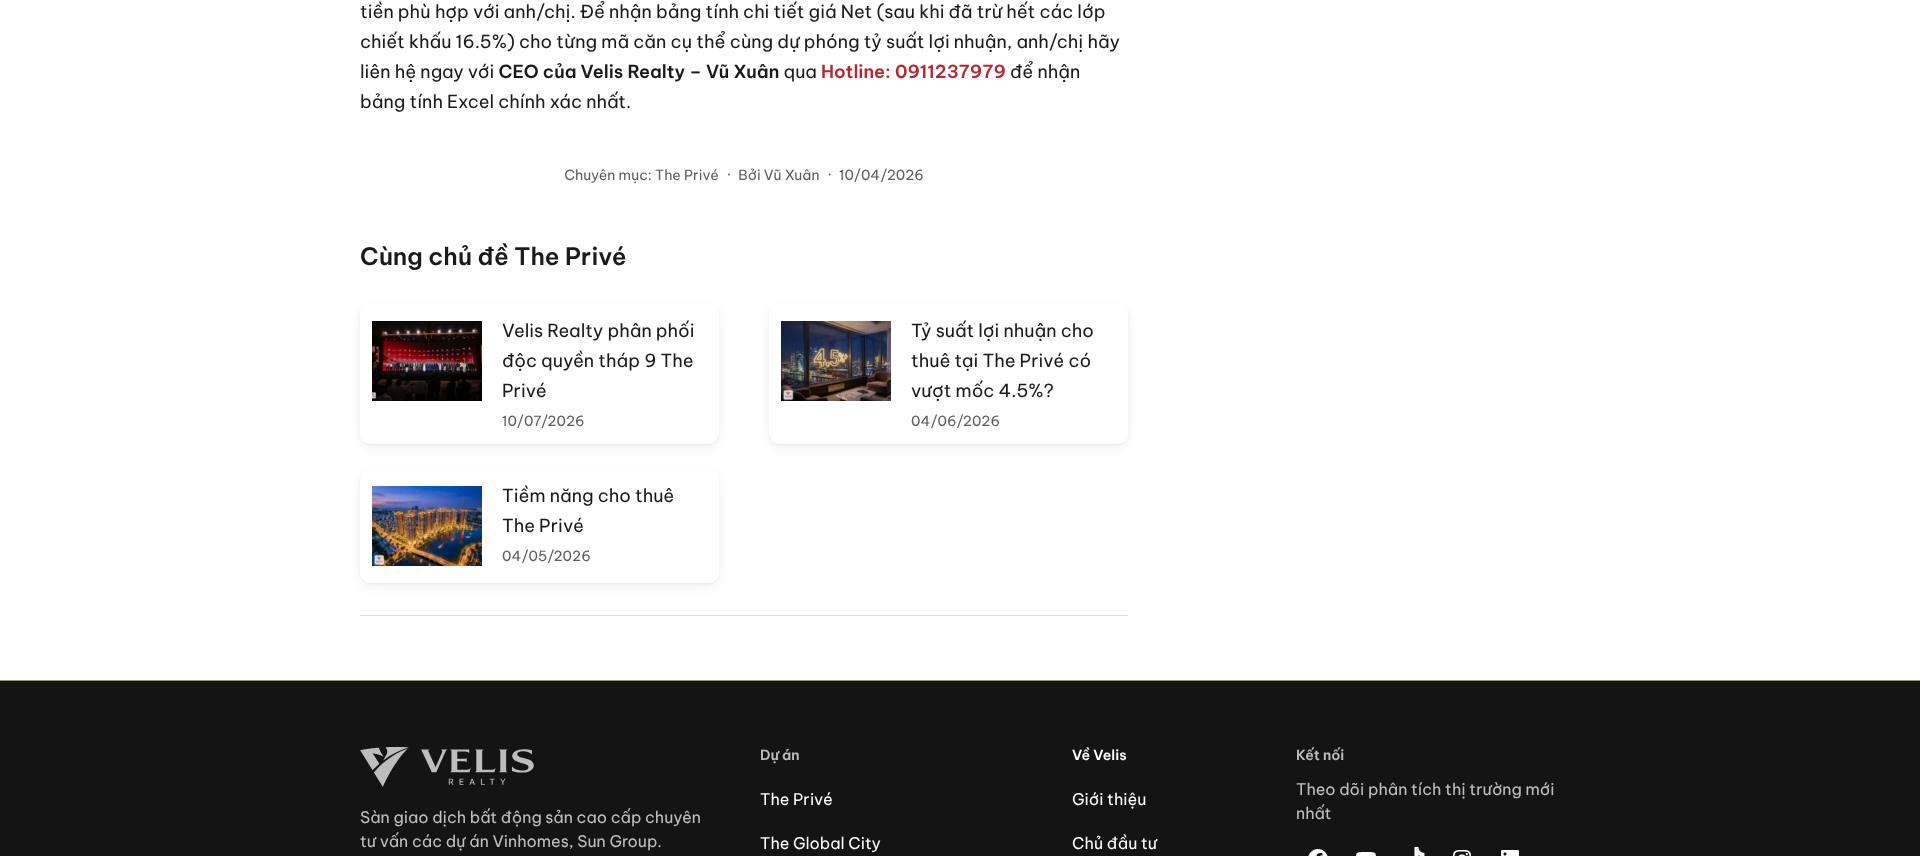 tiền phù hợp với anh/chị. Để nhận bảng tính chi tiết giá Net (sau khi đã trừ hết các lớp
chiết khấu 16.5%) cho từng mã căn cụ thể cùng dự phóng tỷ suất lợi nhuận, anh/chị hãy
liên hệ ngay với CEO của Velis Realty – Vũ Xuân qua Hotline: 0911237979 để nhận
bảng tính Excel chính xác nhất.
Chuyên mục: The Privé · Bởi Vũ Xuân · 10/04/2026
Cùng chủ đề The Privé
Velis Realty phân phối
độc quyền tháp 9 The
Privé
10/07/2026
4.5%
Tỷ suất lợi nhuận cho
thuê tại The Privé có
vượt mốc 4.5%?
04/06/2026
Tiềm năng cho thuê
The Privé
04/05/2026
VELIS
REALTY
Sàn giao dịch bất động sản cao cấp chuyên
tư vấn các dự án Vinhomes, Sun Group.
Dự án
The Privé
The Global City
Về Velis
Giới thiệu
Chủ đầu tư
Kết nối
Theo dõi phân tích thị trường mới
nhất